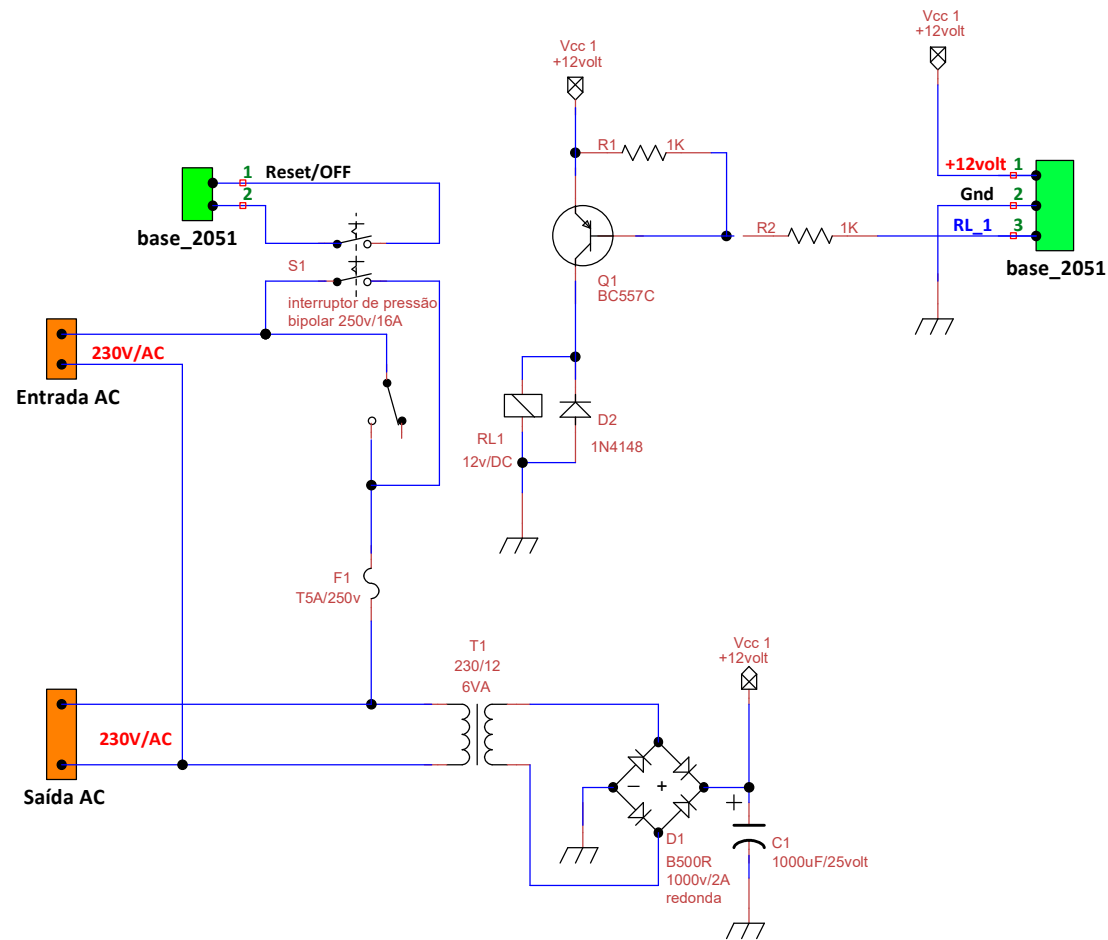 Vcc 1
+12volt
Vcc 1
+12volt
R1
1K
1
Reset/OFF
2
base_2051
+12volt
1
Gnd
2
RL_1
3
R2
1K
base_2051
S1
interruptor de pressão
bipolar 250v/16A
Q1
BC557C
230V/AC
Entrada AC
D2
1N4148
RL1
12v/DC
F1
T5A/250v
T1
230/12
6VA
Vcc 1
+12volt
230V/AC
Saída AC
− +
+
D1
B500R
1000v/2A
redonda
C1
1000uF/25volt